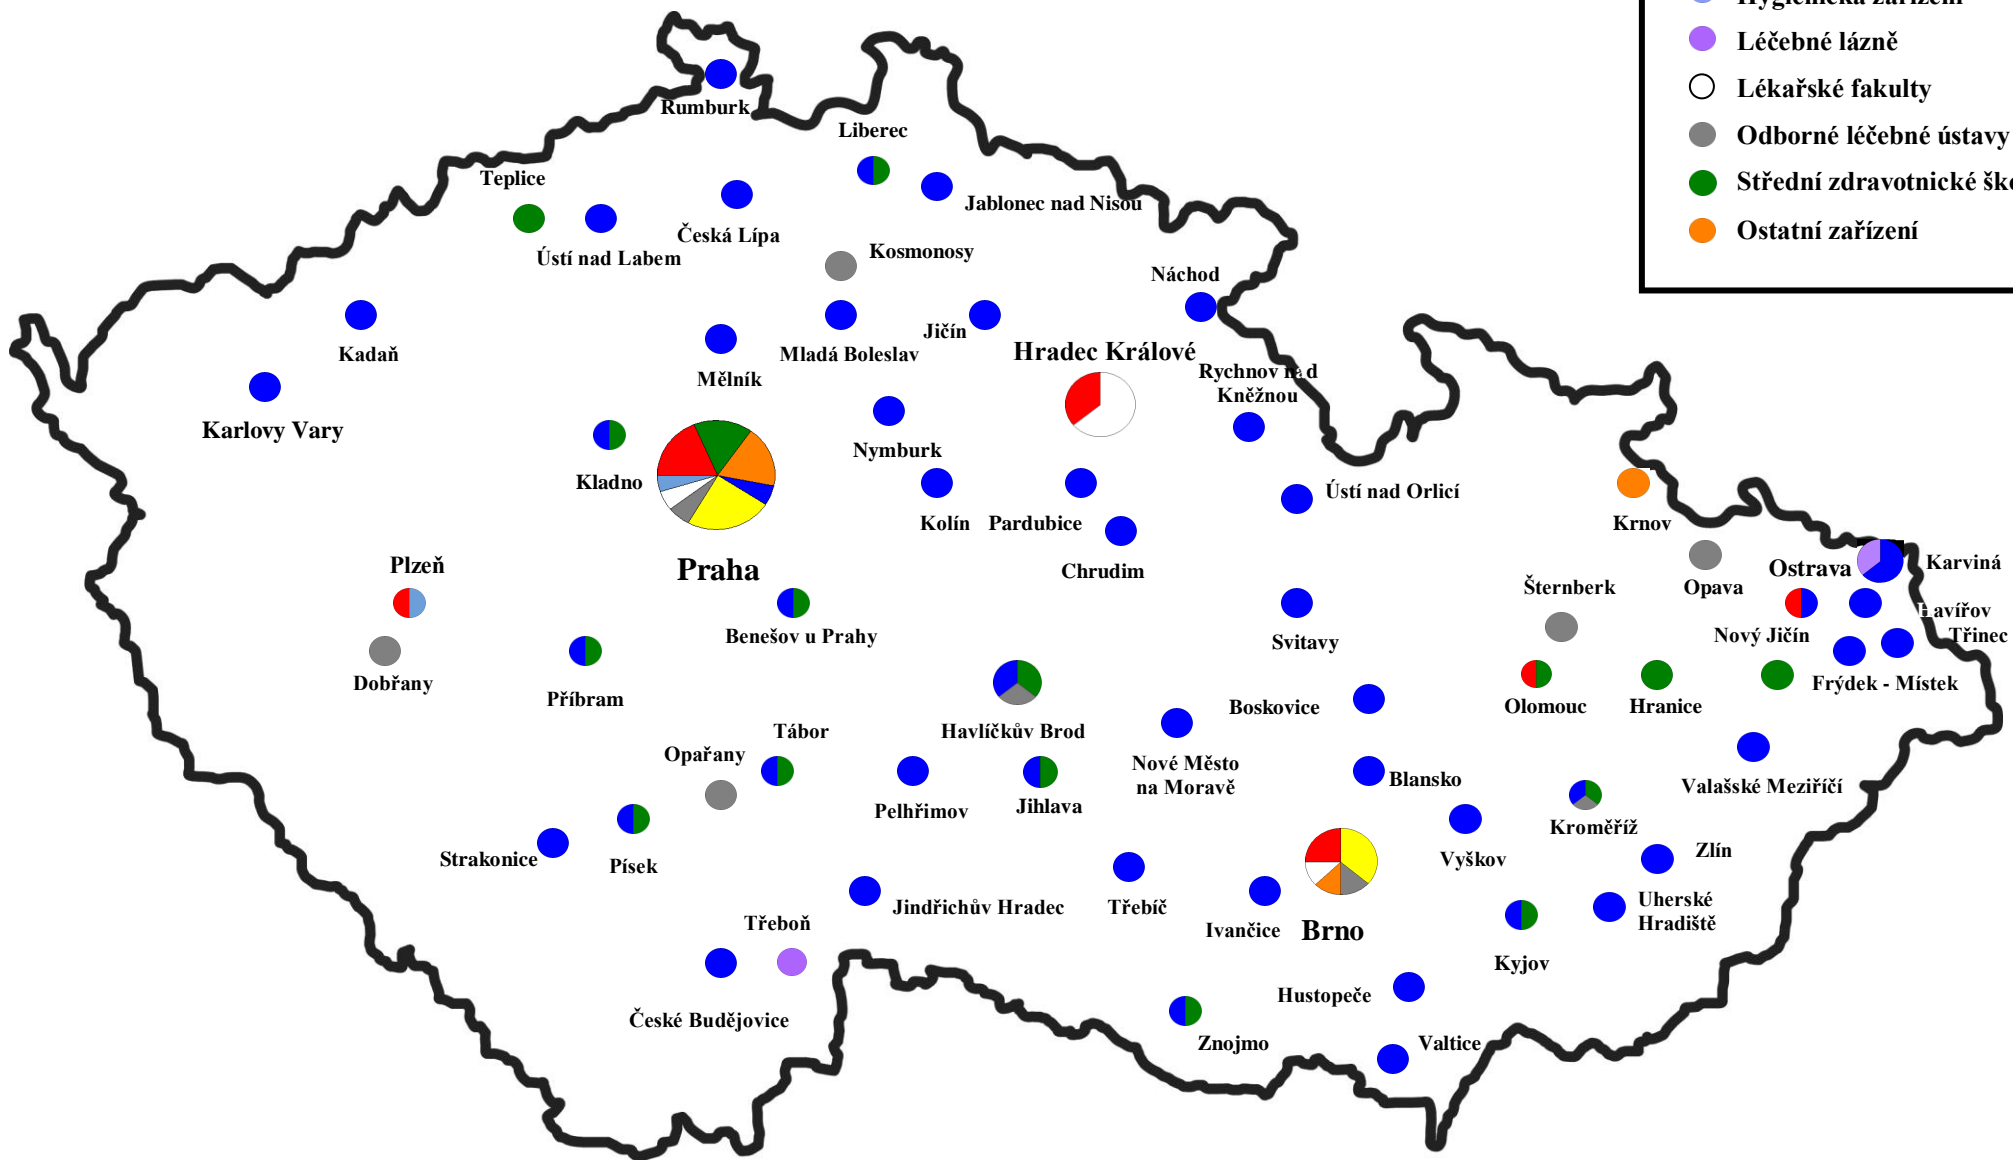 Hygienická zařízení
Léčebné lázně
Lékařské fakulty
Odborné léčebné ústavy
Střední zdravotnické
Ostatní zařízení
Rumburk
Liberec
Teplice
Jablonec nad Nisou
Česká Lípa
Ústí nad Labem
Kosmonosy
Náchod
Jičín
Kadaň
Mladá Boleslav
Hradec Králové
Mělník
Rychnov nad
Kněžnou
Karlovy Vary
Nymburk
Kladno
Ústí nad Orlicí
Kolín
Pardubice
Krnov
Praha
Chrudim
Plzeň
Ostrava
Karviná
Opava
Šternberk
Havířov
Benešov u Prahy
Nový Jičín
Třinec
Svitavy
Dobřany
Frýdek - Místek
Příbram
Boskovice
Olomouc
Hranice
Tábor
Havlíčkův Brod
Opařany
Nové Město
na Moravě
Blansko
Valašské Meziříčí
Pelhřimov
Jihlava
Kroměříž
Strakonice
Písek
Vyškov
Zlín
Jindřichův Hradec
Třebíč
Uherské
Hradiště
Třeboň
Ivančice
Brno
Kyjov
Hustopeče
České Budějovice
Znojmo
Valtice